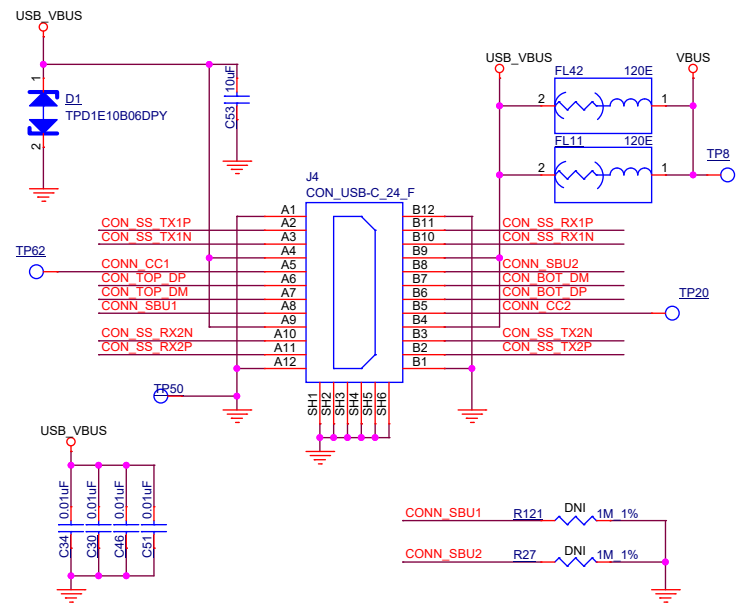 USB_VBUS
1
D1
TPD1E10B06DPY
2
10uF
C53
USB_VBUS
VBUS
FL42
120E
2
1
FL11
120E
2
1
TP8
J4
CON_USB-C_24_F
A1
B12
CON_SS_TX1P
A2
B11
CON_SS_RX1P
CON_SS_TX1N
A3
B10
CON_SS_RX1N
TP62
A4
B9
CONN_CC1
A5
B8
CONN_SBU2
CON_TOP_DP
A6
B7
CON_BOT_DM
CON_TOP_DM
A7
B6
CON_BOT_DP
TP20
CONN_SBU1
A8
B5
CONN_CC2
A9
B4
CON_SS_RX2N
A10
B3
CON_SS_TX2N
CON_SS_RX2P
A11
B2
CON_SS_TX2P
A12
B1
TP50
SH1
SH2
SH3
SH4
SH5
SH6
USB_VBUS
0.01uF
0.01uF
0.01uF
0.01uF
C34
C30
C46
C51
CONN_SBU1
R121
DNI
1M_1%
CONN_SBU2
R27
DNI
1M_1%